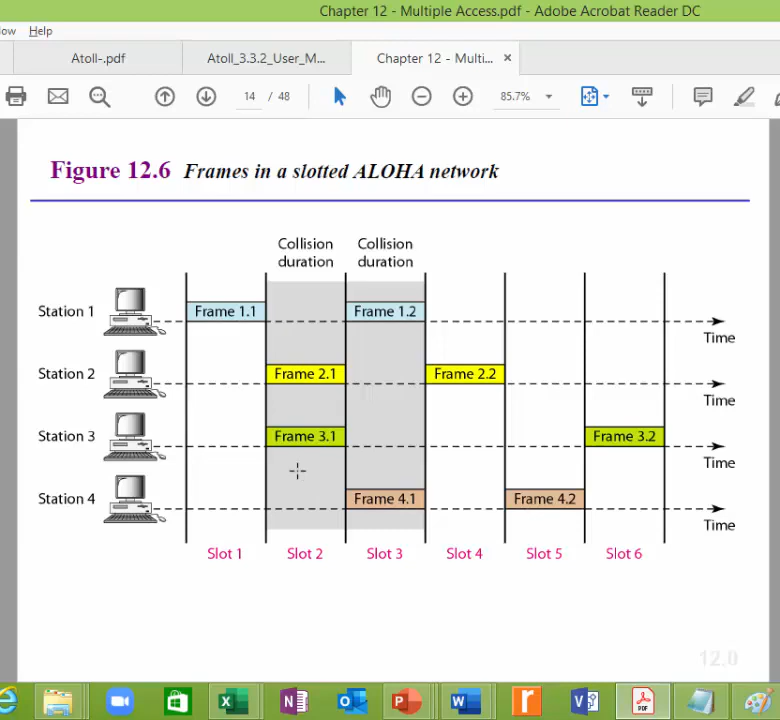 Chapter 12 - Multiple Access.pdf - Adobe Acrobat Reader DC
ow Help
Atoll-.pdf
Atoll_3.3.2_User_M...
Chapter 12 - Multi... ×
14 / 48
85.7%
Figure 12.6 Frames in a slotted ALOHA network
Collision duration
Collision duration
Station 1
Frame 1.1
Frame 1.2
Time
Station 2
Frame 2.1
Frame 2.2
Time
Station 3
Frame 3.1
Frame 3.2
Time
Station 4
Frame 4.1
Frame 4.2
Time
Slot 1
Slot 2
Slot 3
Slot 4
Slot 5
Slot 6
12.0